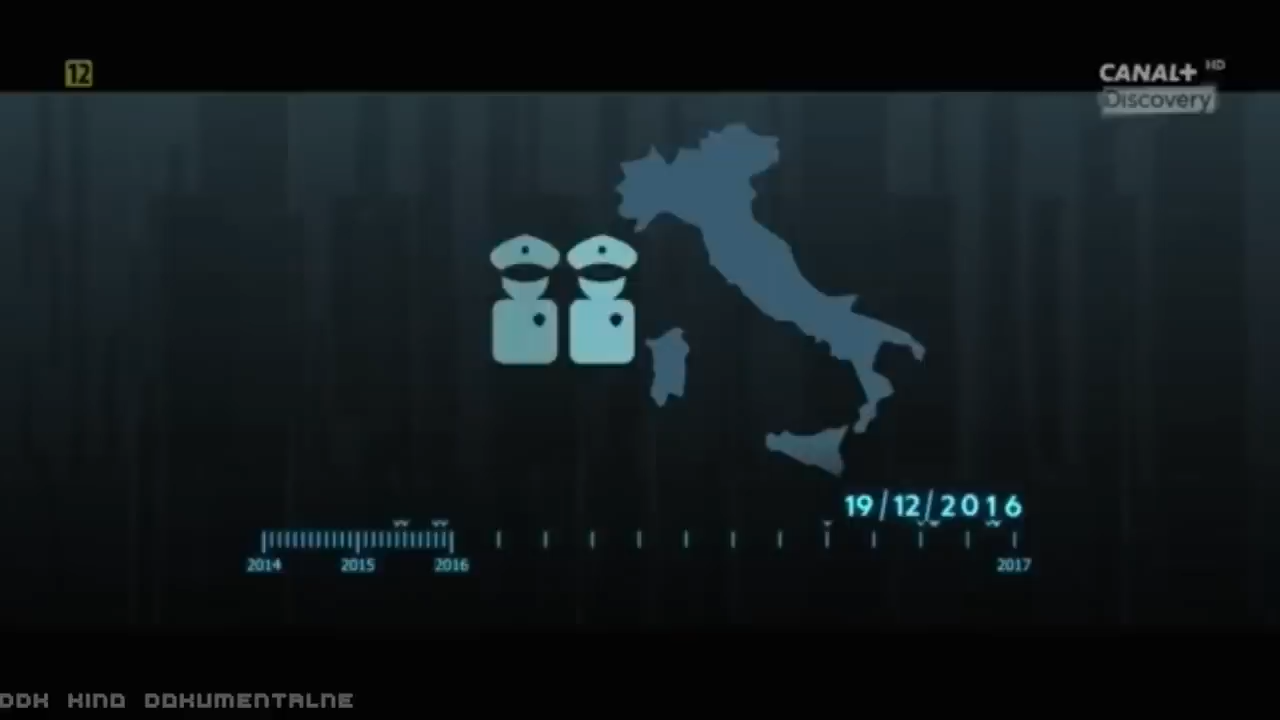 12
CANAL+ HD
Discovery
19/12/2016
2014 2015 2016 2017
DDK KINO DOKUMENTALNE